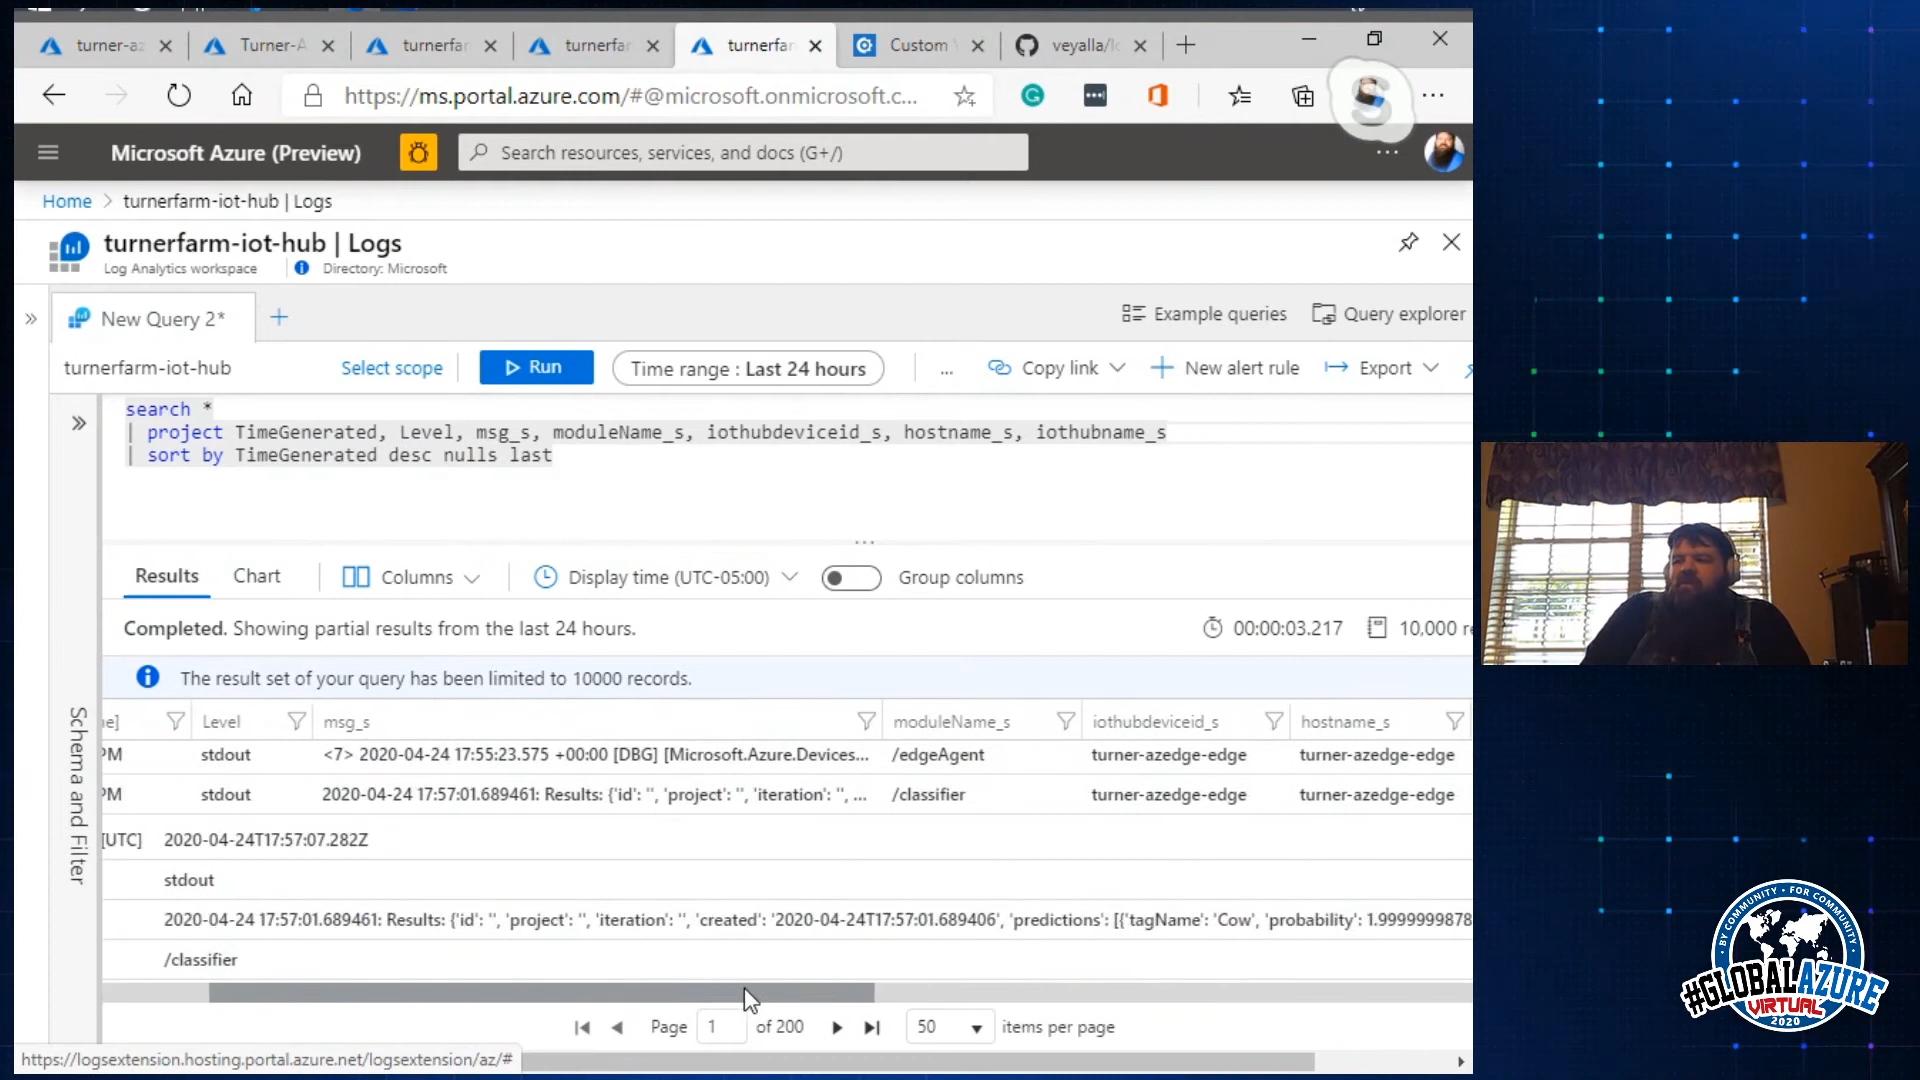 turner-az
Turner-A
turnerfar
turnerfar
turnerfar
Custom V
veyalla/lo
https://ms.portal.azure.com/#@microsoft.onmicrosoft.c...
Microsoft Azure (Preview)
Search resources, services, and docs (G+/)
Home > turnerfarm-iot-hub | Logs
turnerfarm-iot-hub | Logs
Log Analytics workspace
Directory: Microsoft
New Query 2*
Example queries
Query explorer
turnerfarm-iot-hub
Select scope
Run
Time range : Last 24 hours
...
Copy link
New alert rule
Export
search *
| project TimeGenerated, Level, msg_s, moduleName_s, iothubdeviceid_s, hostname_s, iothubname_s
| sort by TimeGenerated desc nulls last
Results
Chart
Columns
Display time (UTC-05:00)
Group columns
Completed. Showing partial results from the last 24 hours.
00:00:03.217
10,000 re
The result set of your query has been limited to 10000 records.
Schema and Filter
e]
Level
msg_s
moduleName_s
iothubdeviceid_s
hostname_s
PM
stdout
<7> 2020-04-24 17:55:23.575 +00:00 [DBG] [Microsoft.Azure.Devices...
/edgeAgent
turner-azedge-edge
turner-azedge-edge
PM
stdout
2020-04-24 17:57:01.689461: Results: {'id': '', 'project': '', 'iteration': '', ...
/classifier
turner-azedge-edge
turner-azedge-edge
[UTC]
2020-04-24T17:57:07.282Z
stdout
2020-04-24 17:57:01.689461: Results: {'id': '', 'project': '', 'iteration': '', 'created': '2020-04-24T17:57:01.689406', 'predictions': [{'tagName': 'Cow', 'probability': 1.9999999878
/classifier
Page 1 of 200
50
items per page
https://logsextension.hosting.portal.azure.net/logsextension/az/#
BY COMMUNITY • FOR COMMUNITY
#GLOBALAZURE
VIRTUAL
2020